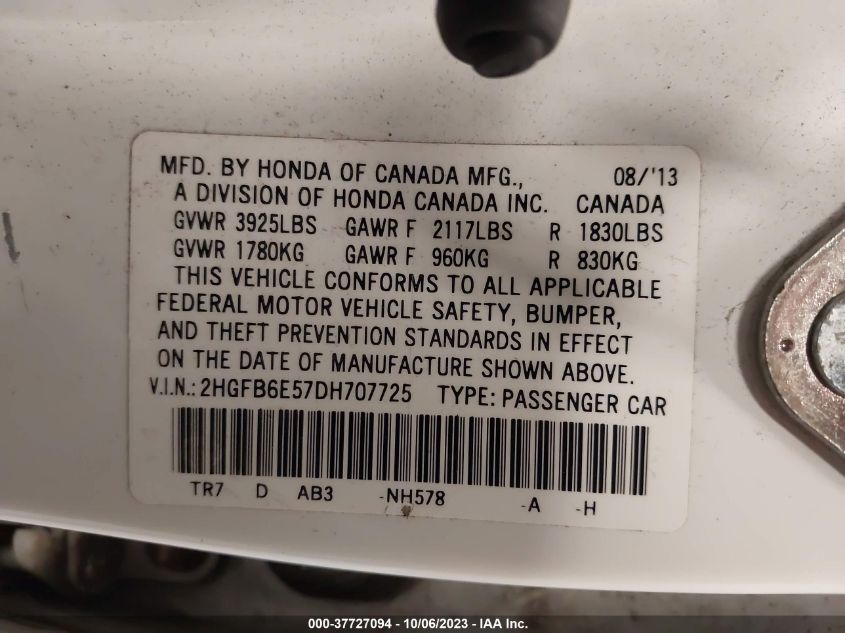 MFD. BY HONDA OF CANADA MFG., 08/'13
A DIVISION OF HONDA CANADA INC. CANADA
GVWR 3925LBS GAWR F 2117LBS R 1830LBS
GVWR 1780KG GAWR F 960KG R 830KG
THIS VEHICLE CONFORMS TO ALL APPLICABLE
FEDERAL MOTOR VEHICLE SAFETY, BUMPER,
AND THEFT PREVENTION STANDARDS IN EFFECT
ON THE DATE OF MANUFACTURE SHOWN ABOVE.
V.I.N.: 2HGFB6E57DH707725 TYPE: PASSENGER CAR
TR7 D AB3 -NH578 -A -H
000-37727094 / 10/06/2023 - IAA Inc.